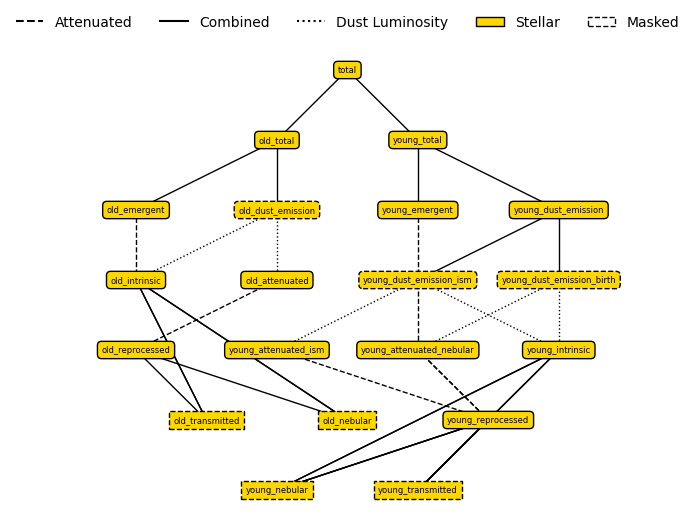 Attenuated Combined Dust Luminosity Stellar Masked
total
old_total young_total
old_emergent old_dust_emission young_emergent young_dust_emission
old_intrinsic old_attenuated young_dust_emission_ism young_dust_emission_birth
old_reprocessed young_attenuated_ism young_attenuated_nebular young_intrinsic
old_transmitted old_nebular young_reprocessed
young_nebular young_transmitted